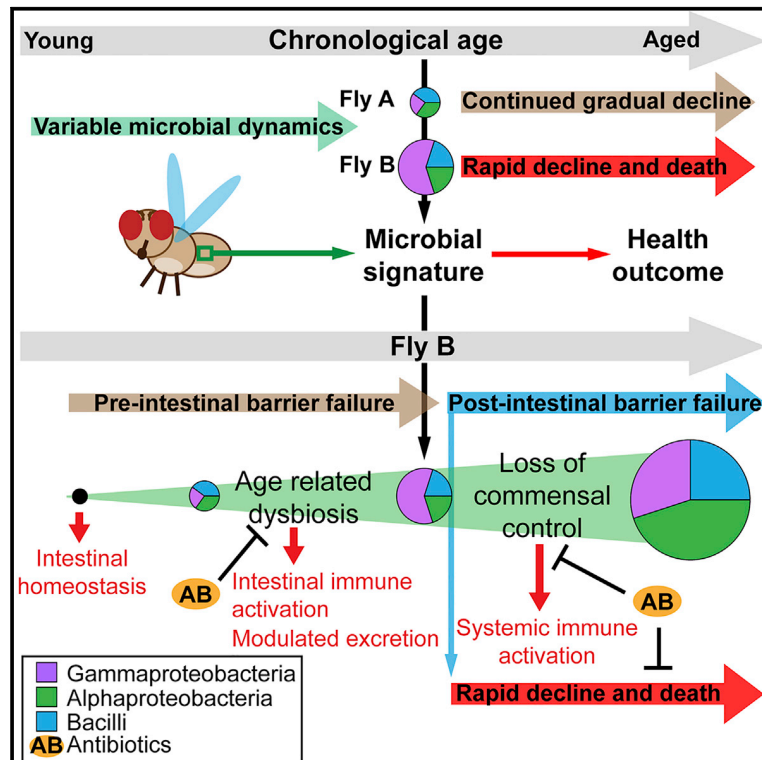 Young
Chronological age
Aged
Fly A
Continued gradual decline
Variable microbial dynamics
Fly B
Rapid decline and death
Microbial
signature
Health
outcome
Fly B
Pre-intestinal barrier failure
Post-intestinal barrier failure
Age related
dysbiosis
Loss of
commensal
control
Intestinal
homeostasis
AB
Intestinal immune
activation
Modulated excretion
Systemic immune
activation
AB
Rapid decline and death
Gammaproteobacteria
Alphaproteobacteria
Bacilli
AB Antibiotics